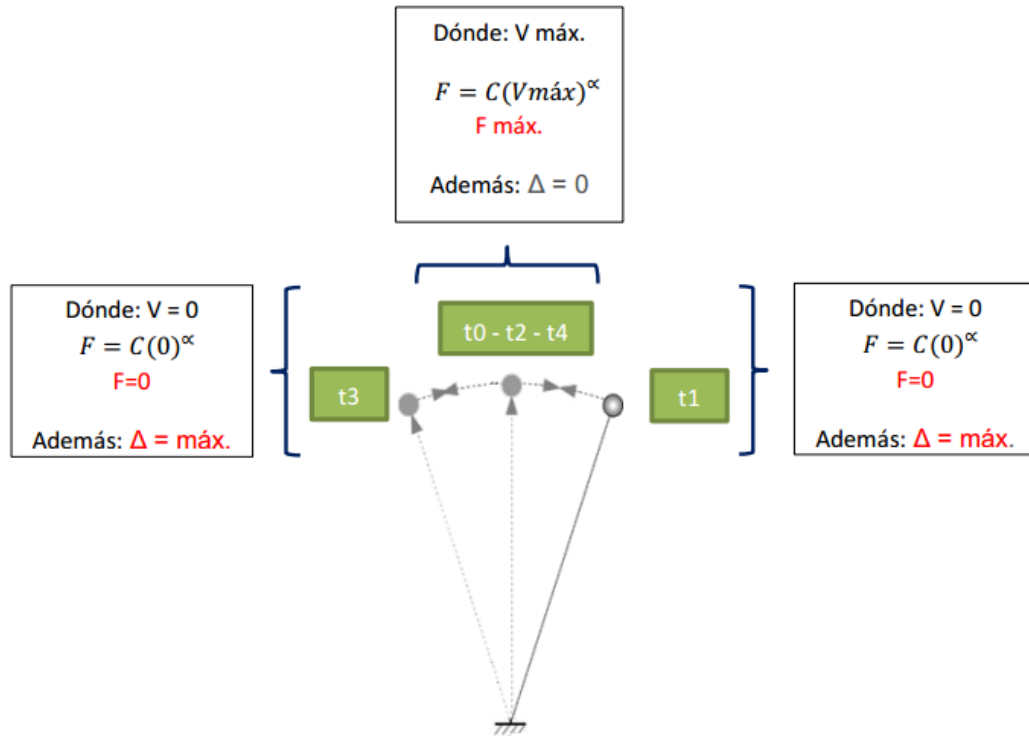 Dónde: V máx.
F = C(Vmáx)^∝
F máx.
Además: Δ = 0
t0 - t2 - t4
Dónde: V = 0
F = C(0)^∝
F=0
Además: Δ = máx.
t3
t1
Dónde: V = 0
F = C(0)^∝
F=0
Además: Δ = máx.